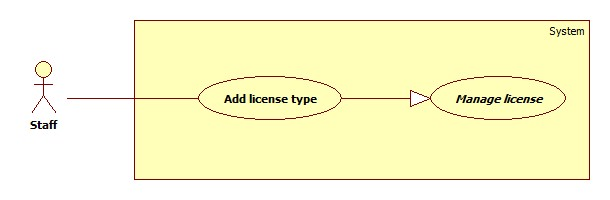 System
Add license type
Manage license
Staff